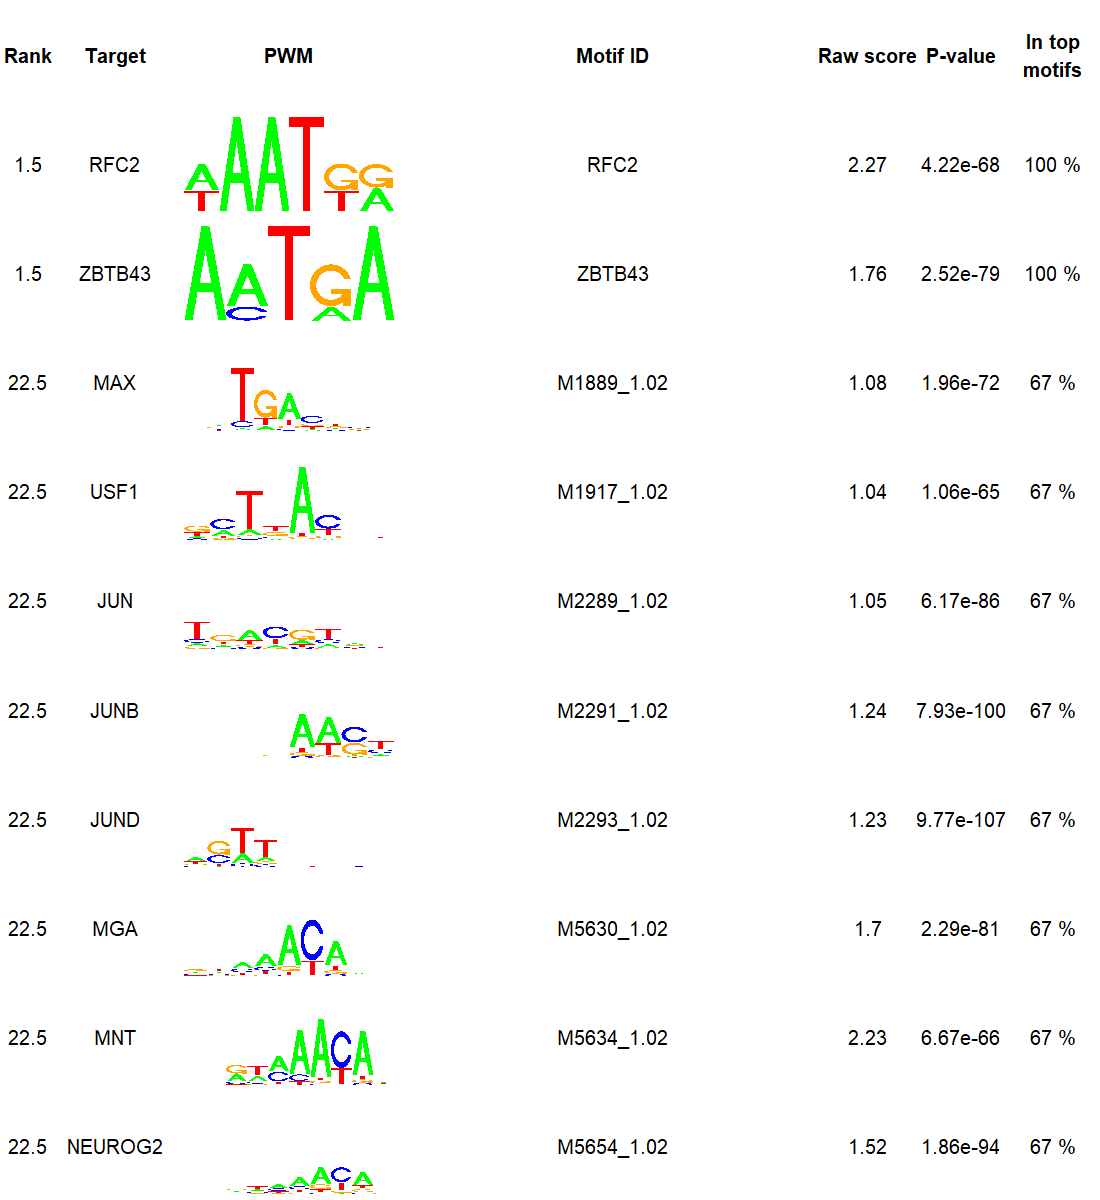 Rank Target PWM Motif ID Raw score P-value In top motifs
1.5 RFC2 RFC2 2.27 4.22e-68 100 %
1.5 ZBTB43 ZBTB43 1.76 2.52e-79 100 %
22.5 MAX M1889_1.02 1.08 1.96e-72 67 %
22.5 USF1 M1917_1.02 1.04 1.06e-65 67 %
22.5 JUN M2289_1.02 1.05 6.17e-86 67 %
22.5 JUNB M2291_1.02 1.24 7.93e-100 67 %
22.5 JUND M2293_1.02 1.23 9.77e-107 67 %
22.5 MGA M5630_1.02 1.7 2.29e-81 67 %
22.5 MNT M5634_1.02 2.23 6.67e-66 67 %
22.5 NEUROG2 M5654_1.02 1.52 1.86e-94 67 %